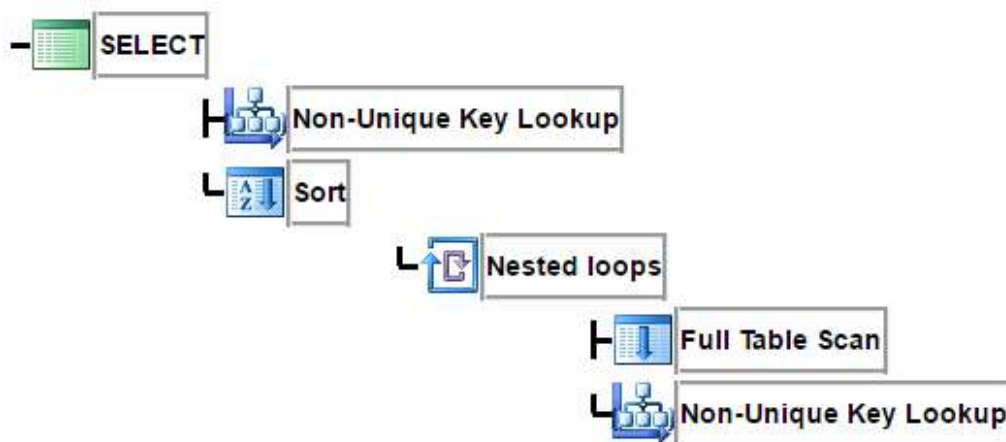 SELECT
Non-Unique Key Lookup
Sort
Nested loops
Full Table Scan
Non-Unique Key Lookup